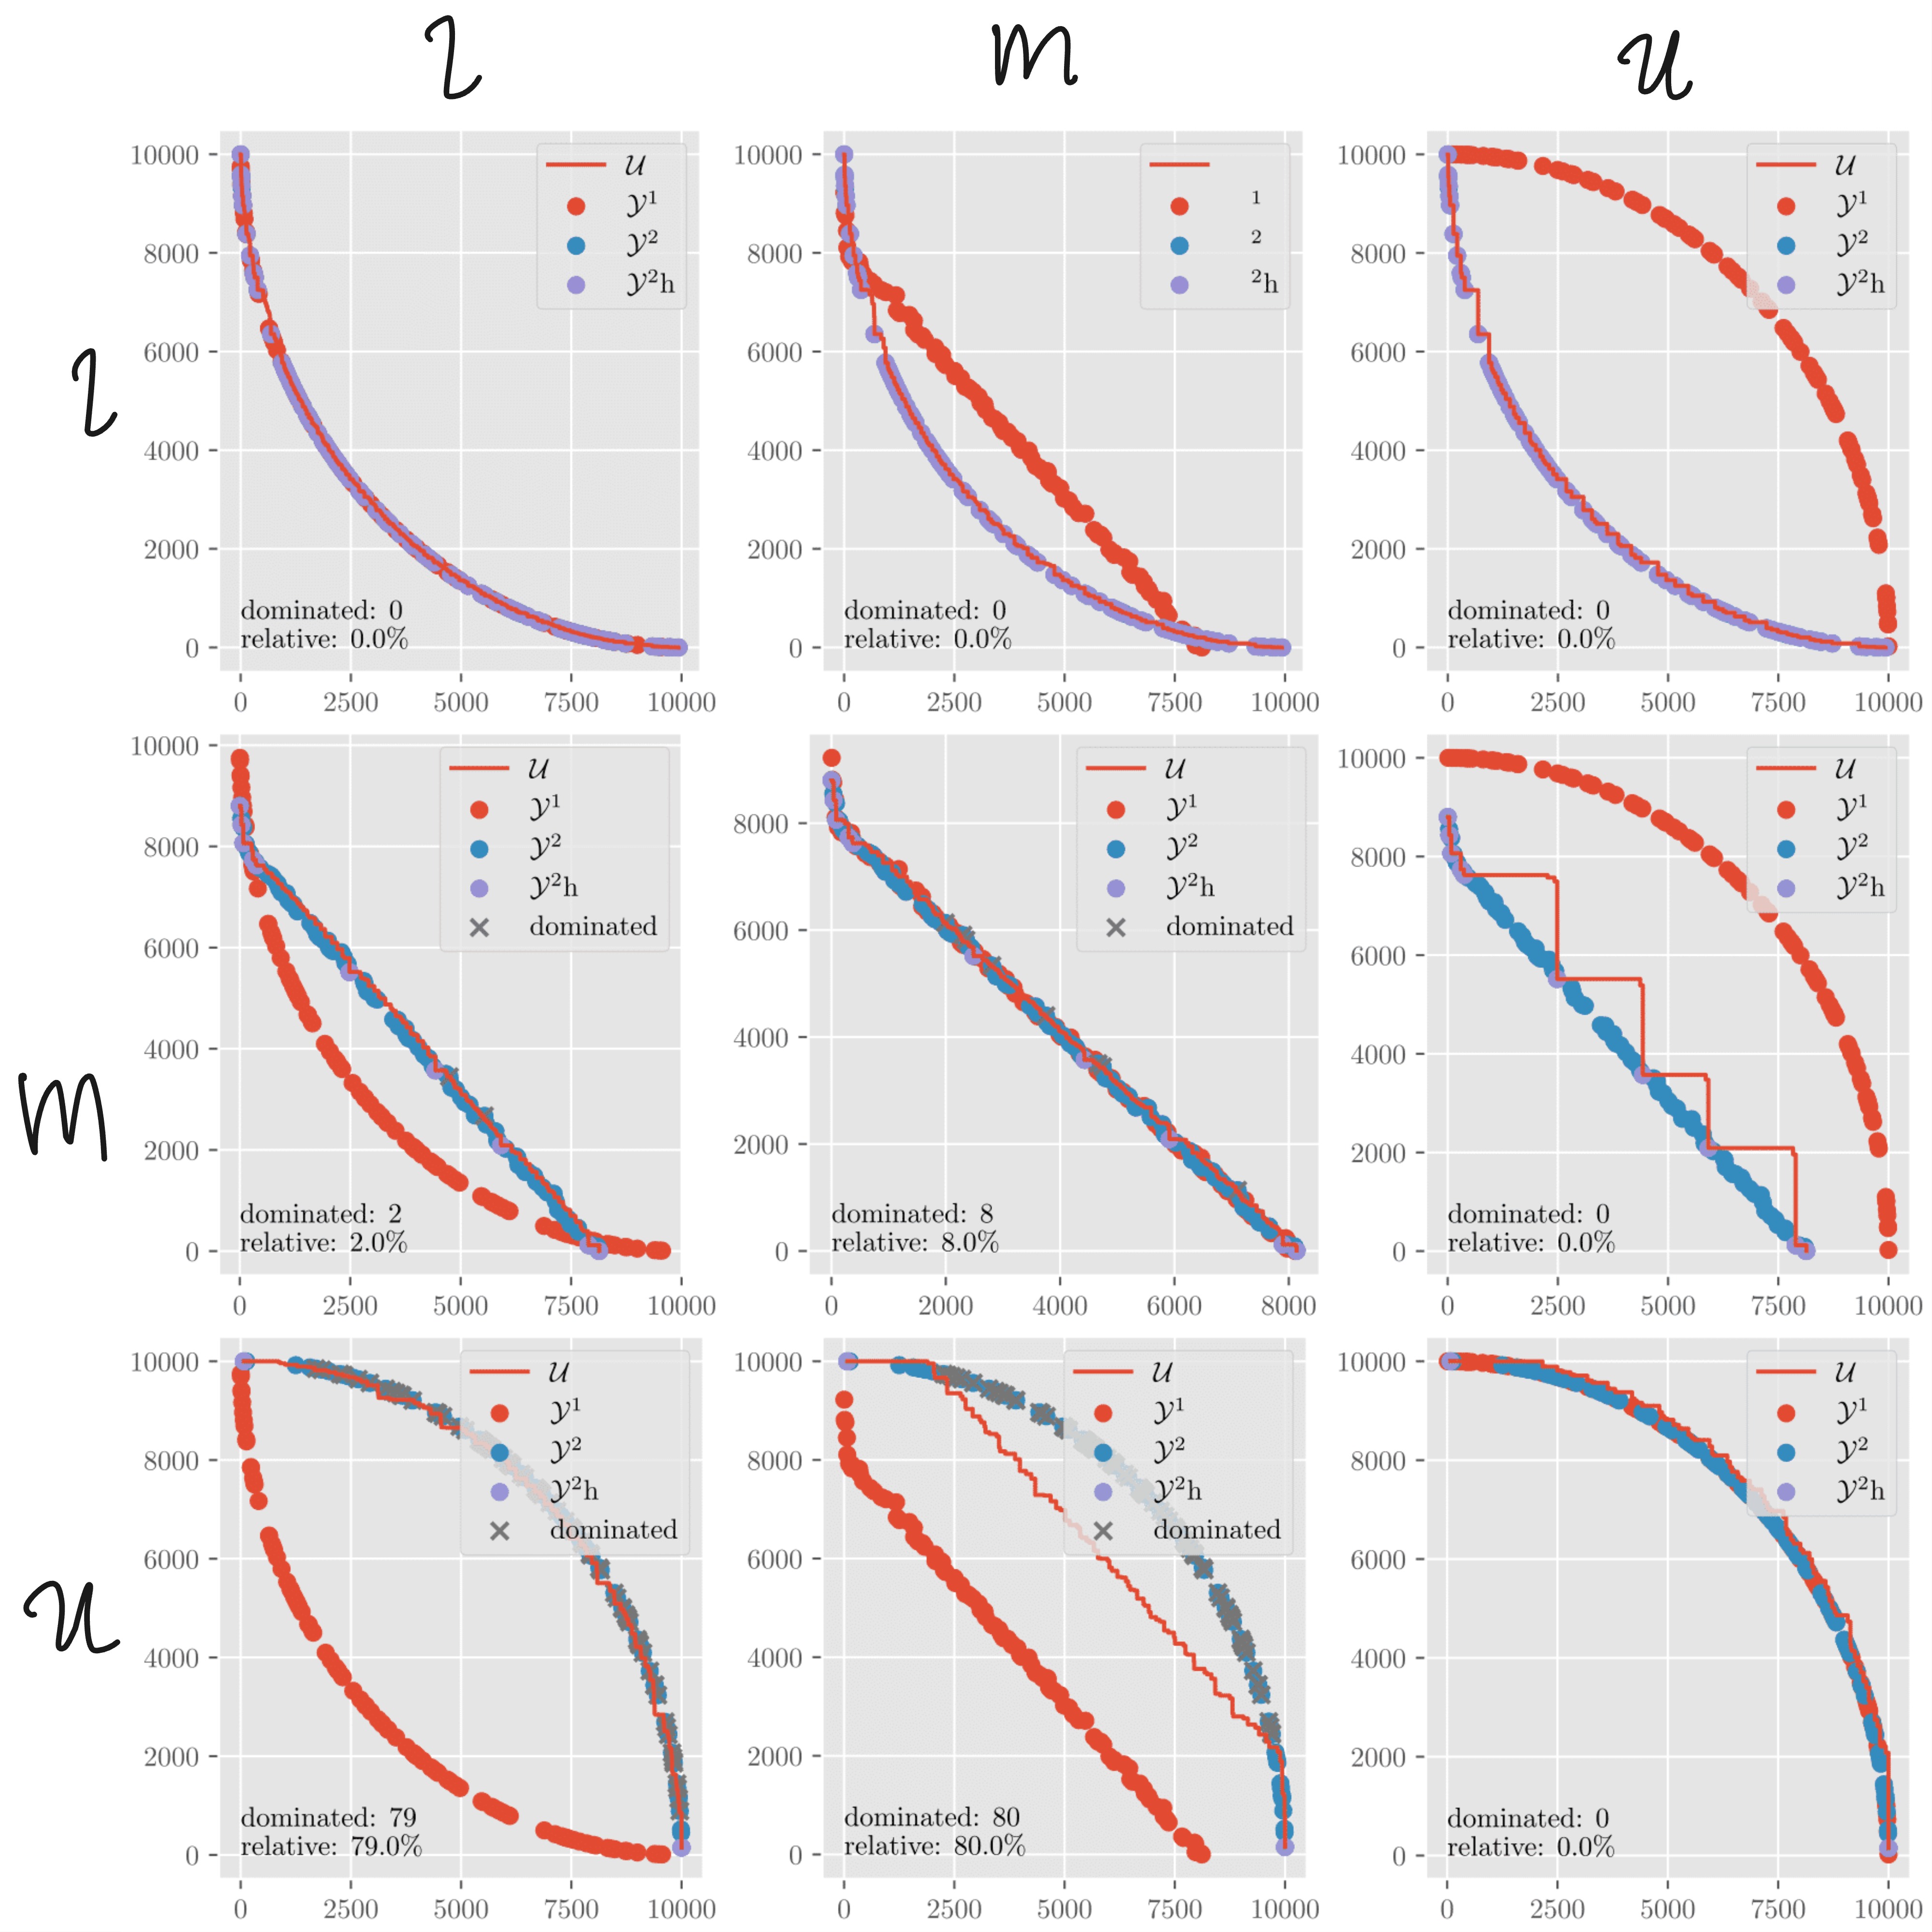 l m u
l
10000
8000
6000
4000
2000
0
𝒰
𝒴¹
𝒴²
𝒴²h
dominated: 0
relative: 0.0%
0 2500 5000 7500 10000
10000
8000
6000
4000
2000
0
1
2
2h
dominated: 0
relative: 0.0%
0 2500 5000 7500 10000
10000
8000
6000
4000
2000
0
𝒰
𝒴¹
𝒴²
𝒴²h
dominated: 0
relative: 0.0%
0 2500 5000 7500 10000
m
10000
8000
6000
4000
2000
0
𝒰
𝒴¹
𝒴²
𝒴²h
dominated
dominated: 2
relative: 2.0%
0 2500 5000 7500 10000
8000
6000
4000
2000
0
𝒰
𝒴¹
𝒴²
𝒴²h
dominated
dominated: 8
relative: 8.0%
0 2000 4000 6000 8000
10000
8000
6000
4000
2000
0
𝒰
𝒴¹
𝒴²
𝒴²h
dominated: 0
relative: 0.0%
0 2500 5000 7500 10000
u
10000
8000
6000
4000
2000
0
𝒰
𝒴¹
𝒴²
𝒴²h
dominated
dominated: 79
relative: 79.0%
0 2500 5000 7500 10000
10000
8000
6000
4000
2000
0
𝒰
𝒴¹
𝒴²
𝒴²h
dominated
dominated: 80
relative: 80.0%
0 2500 5000 7500 10000
10000
8000
6000
4000
2000
0
𝒰
𝒴¹
𝒴²
𝒴²h
dominated: 0
relative: 0.0%
0 2500 5000 7500 10000